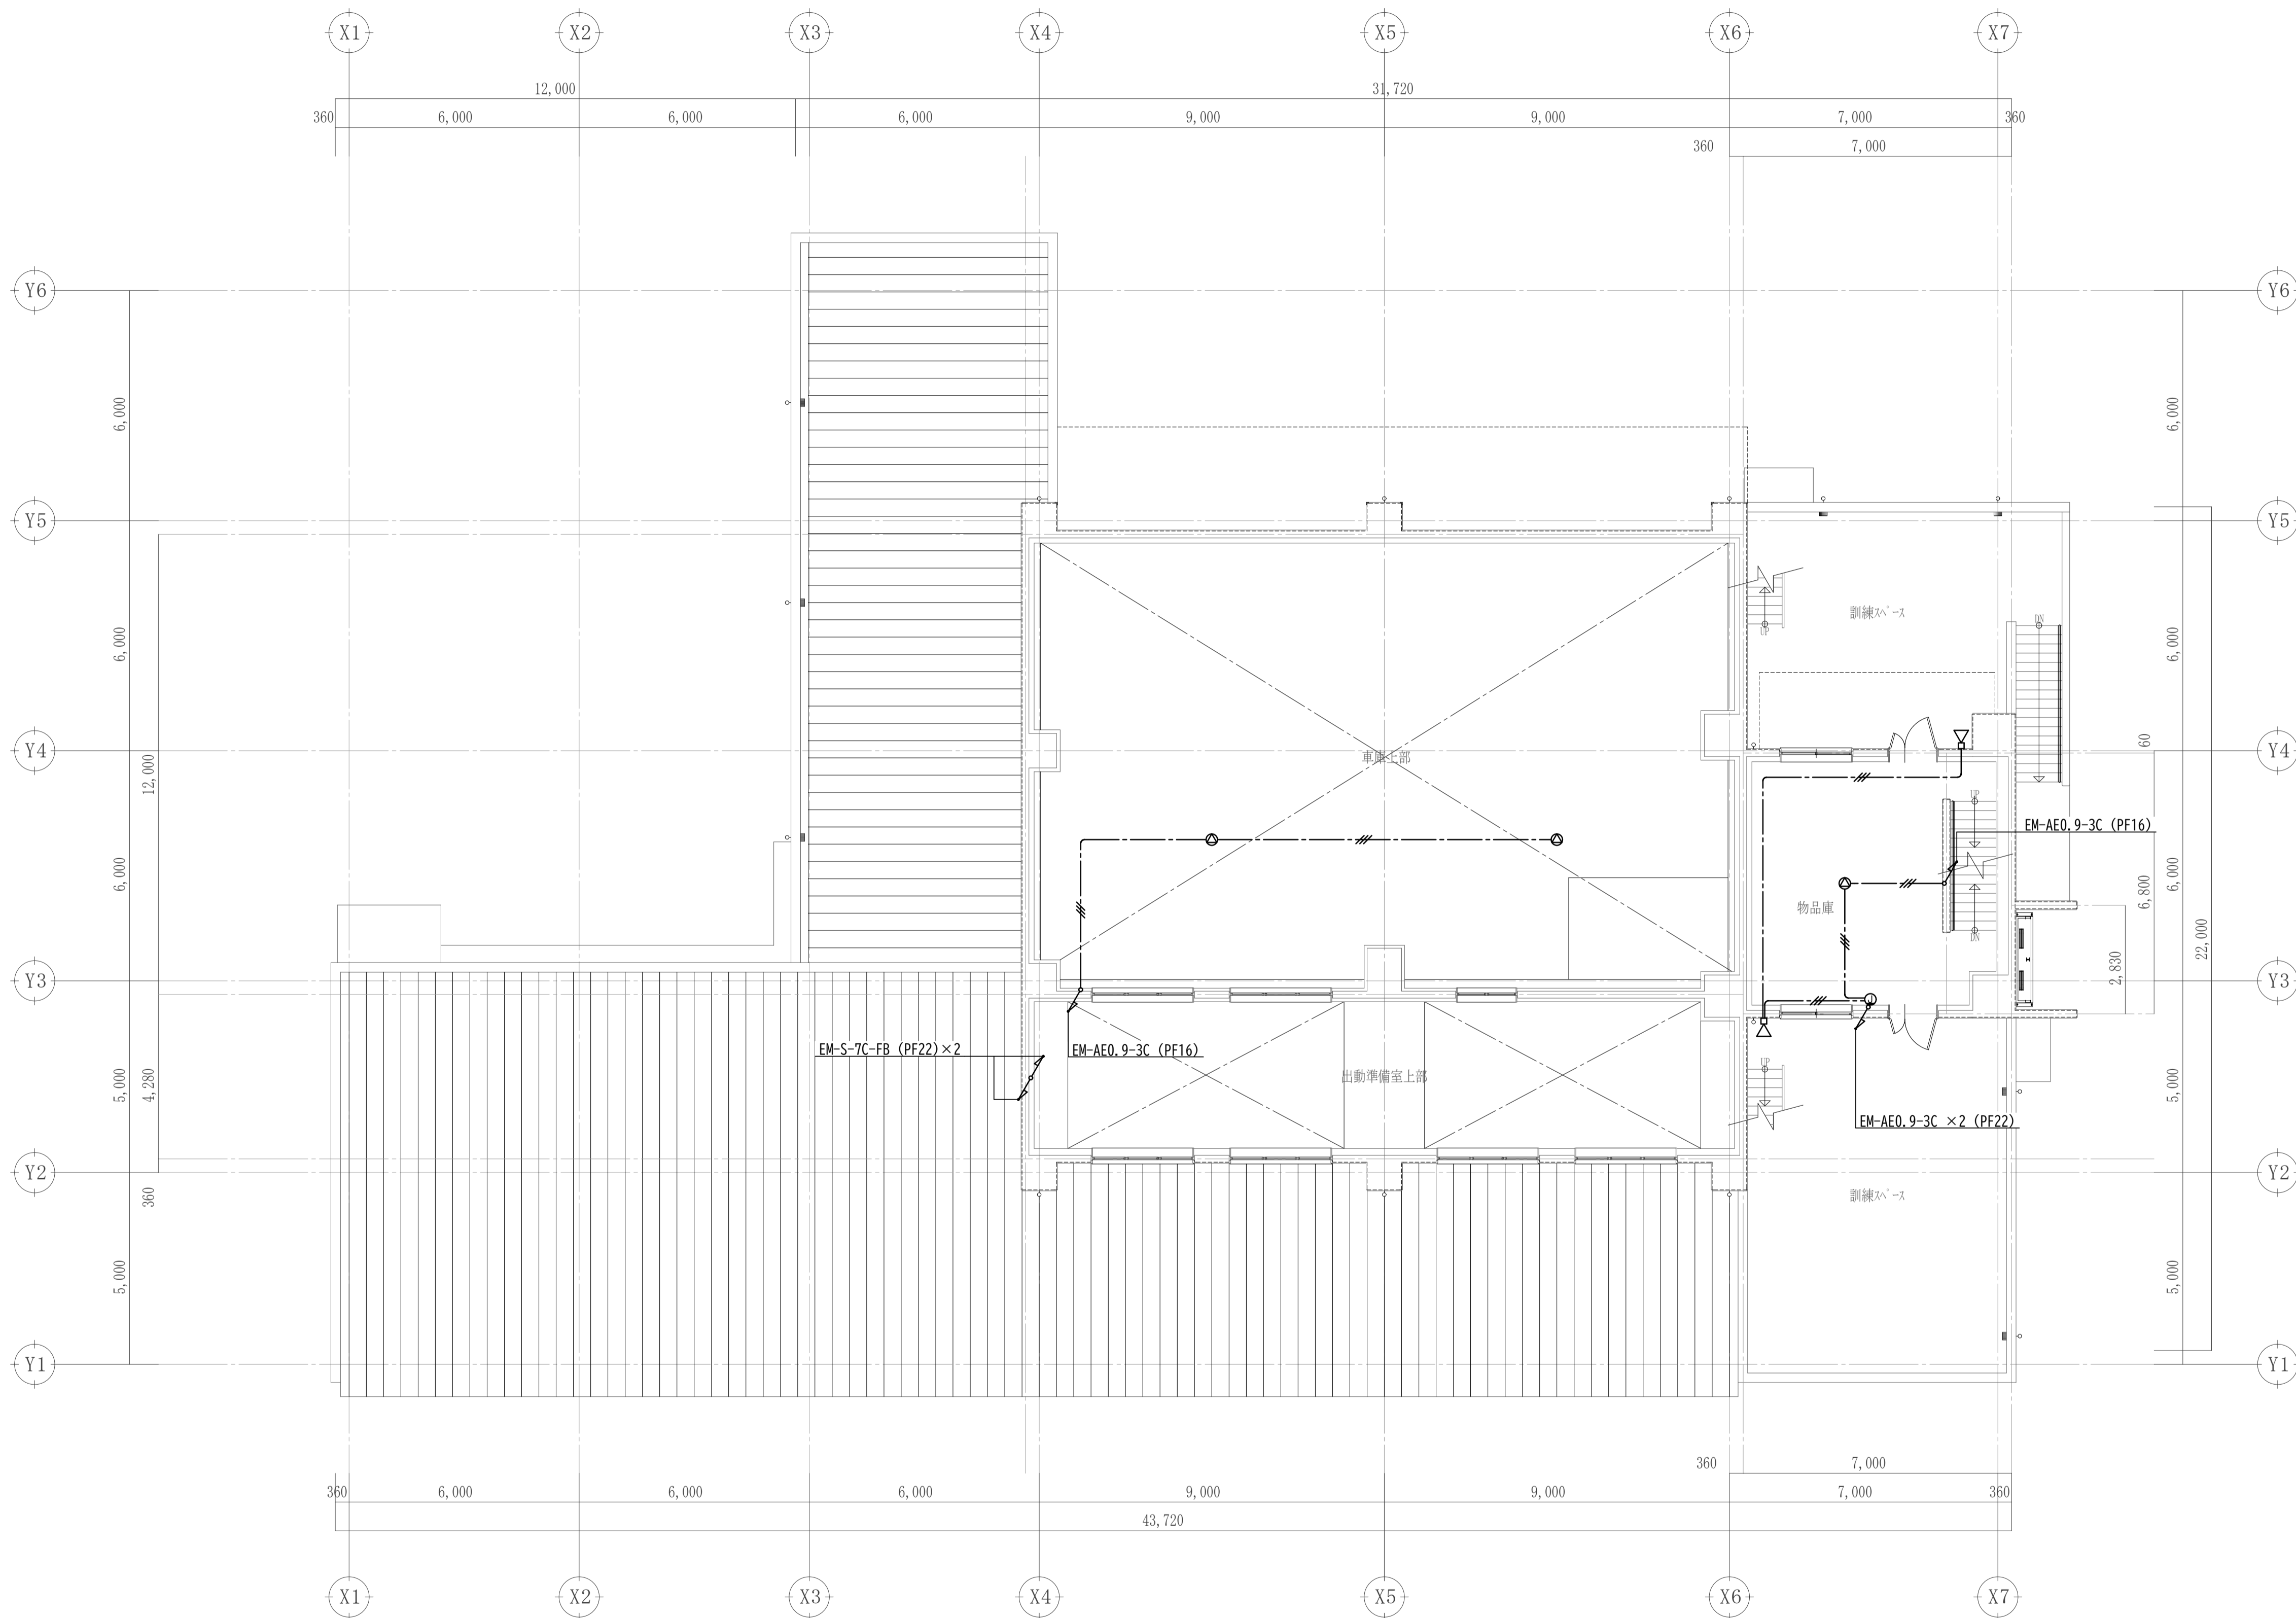 X1
X2
X3
X4
X5
X6
X7
12,000
31,720
360
6,000
6,000
6,000
9,000
9,000
7,000
360
360
7,000
Y6
Y6
6,000
6,000
Y5
Y5
訓練スペース
DN
UP
6,000
6,000
60
Y4
Y4
車庫上部
12,000
UP
EM-AE0.9-3C (PF16)
6,000
6,000
6,800
物品庫
DN
22,000
2,830
Y3
Y3
EM-S-7C-FB (PF22)×2
EM-AE0.9-3C (PF16)
出動準備室上部
UP
5,000
4,280
5,000
EM-AE0.9-3C ×2 (PF22)
Y2
Y2
360
訓練スペース
5,000
5,000
Y1
Y1
360
7,000
360
6,000
6,000
6,000
9,000
9,000
7,000
360
43,720
X1
X2
X3
X4
X5
X6
X7